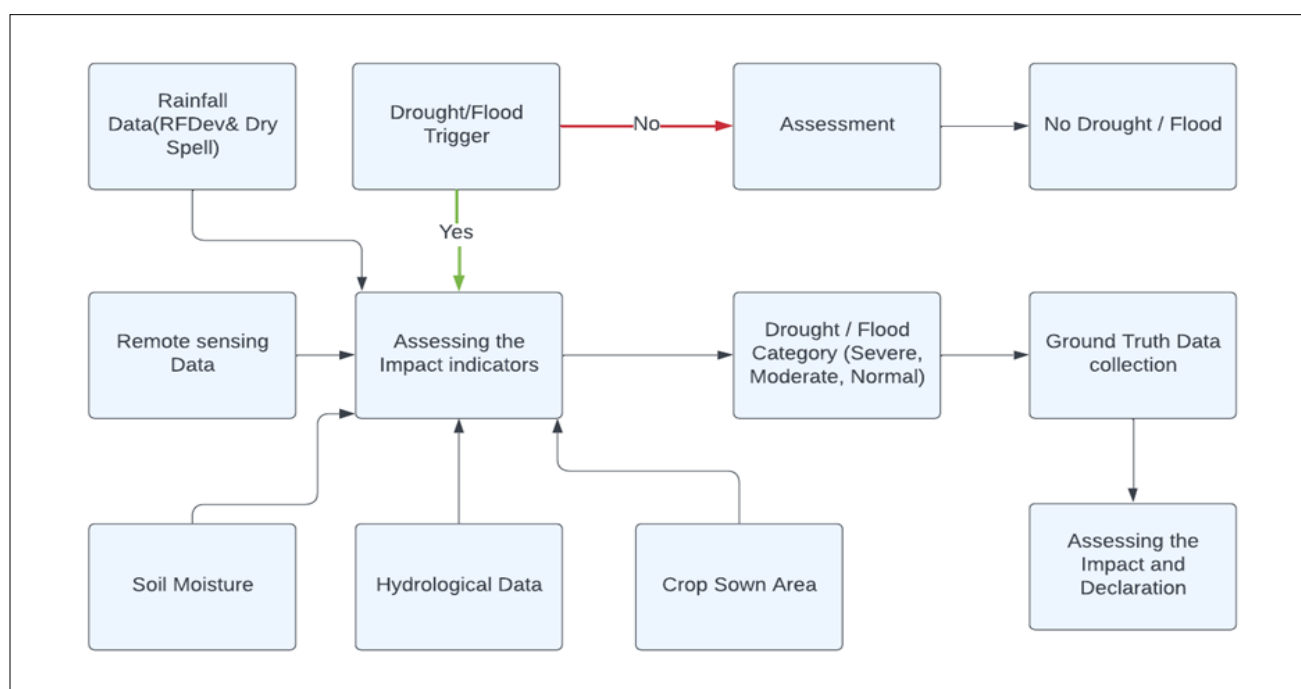 Rainfall
Data(RFDev& Dry
Spell)
Drought/Flood
Trigger
No
Assessment
No Drought / Flood
Yes
Remote sensing
Data
Assessing the
Impact indicators
Drought / Flood
Category (Severe,
Moderate, Normal)
Ground Truth Data
collection
Soil Moisture
Hydrological Data
Crop Sown Area
Assessing the
Impact and
Declaration